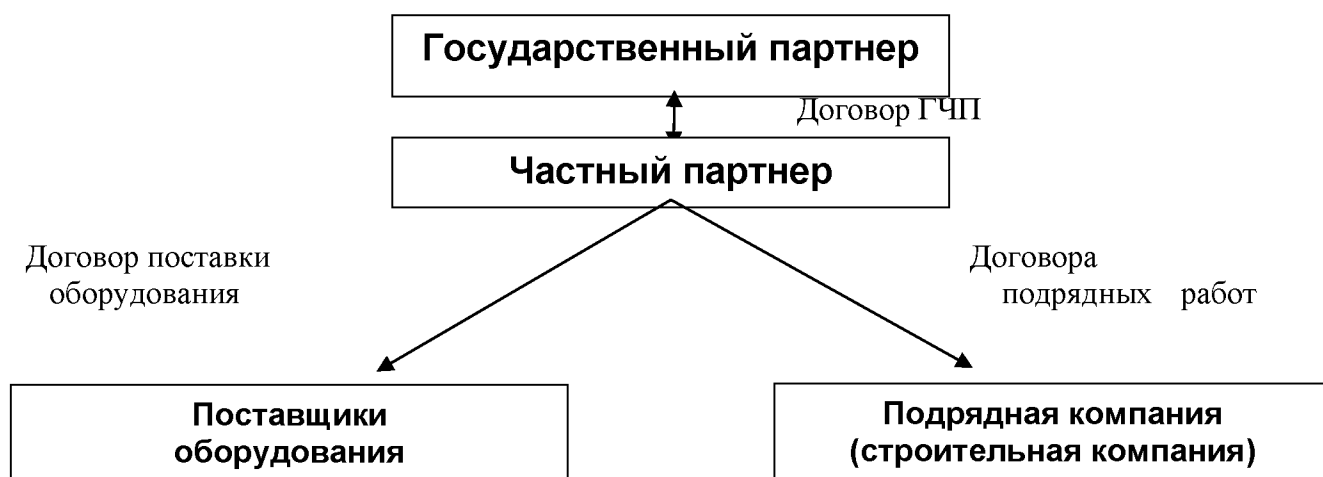 Государственный партнер
Договор ГЧП
Частный партнер
Договор поставки
оборудования
Договора
подрядных работ
Поставщики
оборудования
Подрядная компания
(строительная компания)